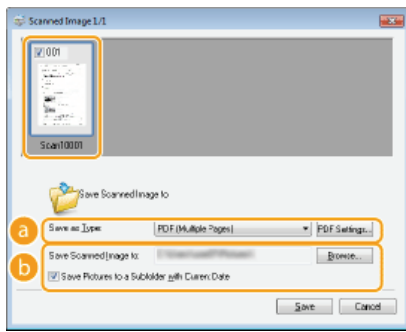 Scanned Image 1/1
001
Scan10001
Save Scanned Image to
a
Save as Type: PDF (Multiple Pages) PDF Settings...
b
Save Scanned Image to: Browse...
Save Pictures to a Subfolder with Current Date
Save Cancel